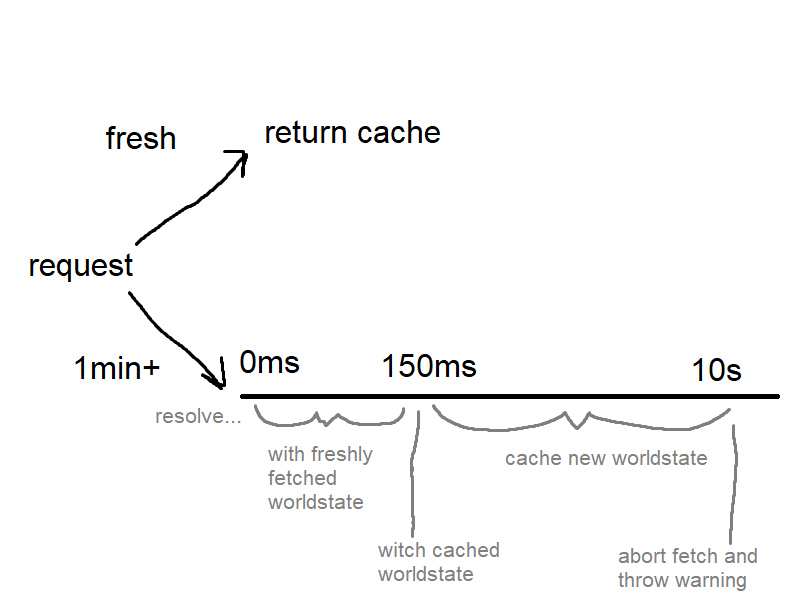 fresh
return cache
request
1min+
0ms
150ms
10s
resolve...
with freshly
fetched
worldstate
cache new worldstate
witch cached
worldstate
abort fetch and
throw warning